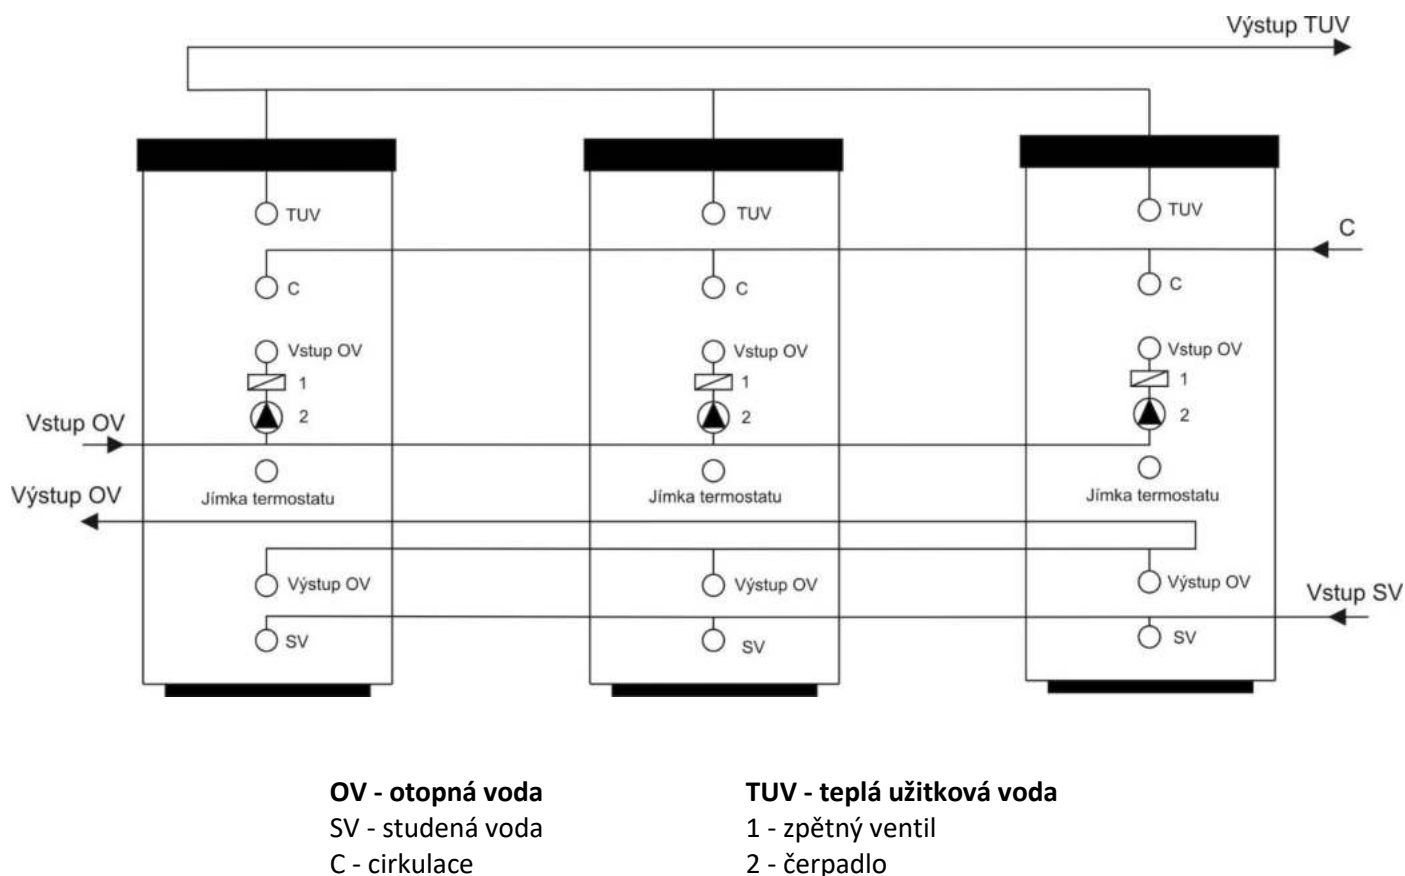 Výstup TUV
TUV TUV TUV
C
C C C
Vstup OV Vstup OV Vstup OV
1 1 1
Vstup OV 2 2 2
Výstup OV Jímka termostatu Jímka termostatu Jímka termostatu
Výstup OV Výstup OV Výstup OV
Vstup SV
SV SV SV
OV - otopná voda TUV - teplá užitková voda
SV - studená voda 1 - zpětný ventil
C - cirkulace 2 - čerpadlo